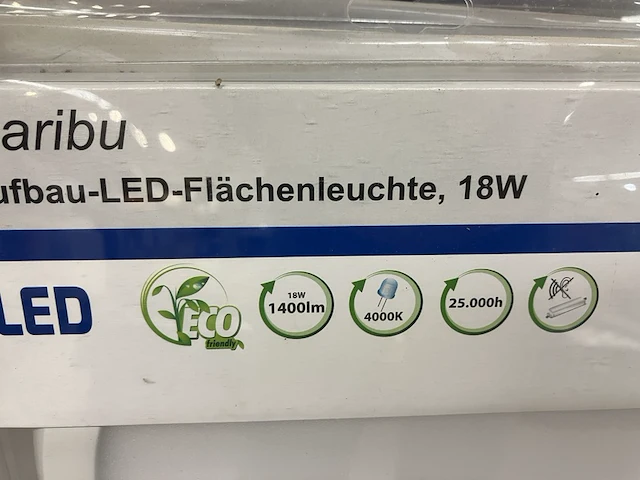 aribu
ufbau-LED-Flächenleuchte, 18W
LED
ECO
friendly
18W
1400lm
4000K
25.000h